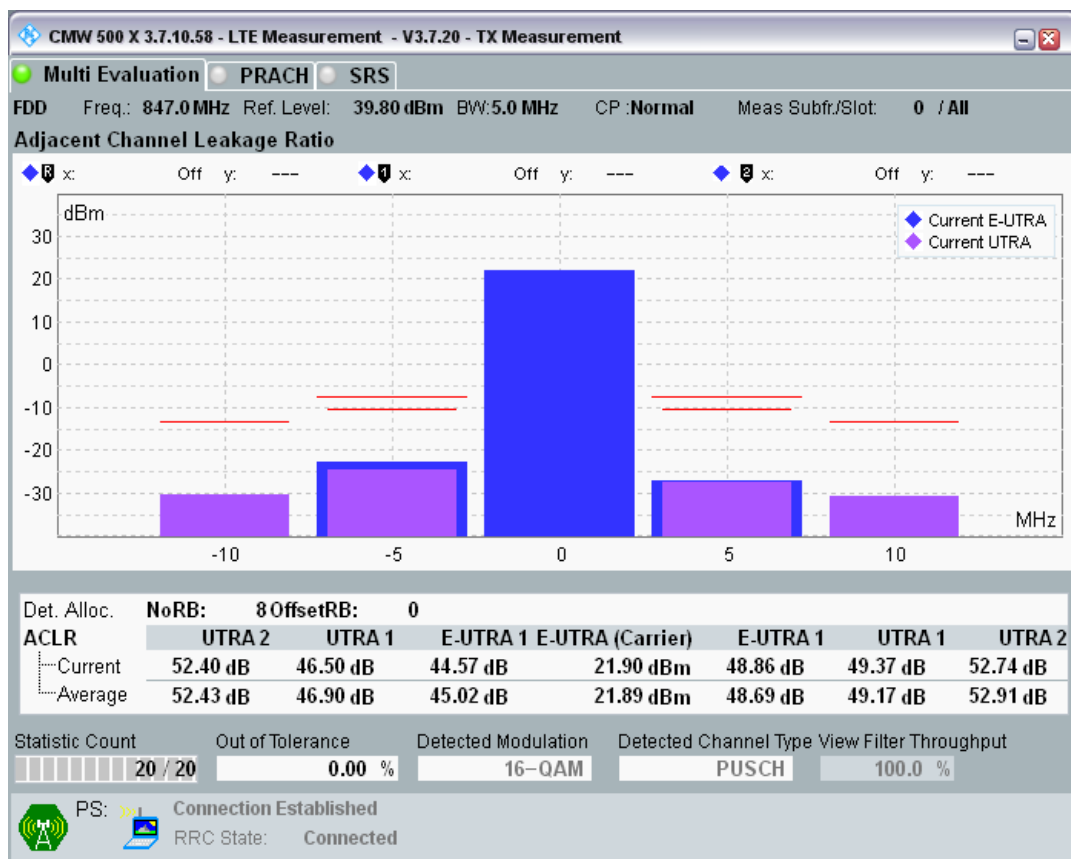 CMW 500 X 3.7.10.58 - LTE Measurement - V3.7.20 - TX Measurement
Multi Evaluation PRACH SRS
FDD Freq.: 847.0 MHz Ref. Level: 39.80 dBm BW:5.0 MHz CP :Normal Meas Subfr./Slot: 0 / All
Adjacent Channel Leakage Ratio
R x: Off y: --- 1 x: Off y: --- 2 x: Off y: ---
dBm
Current E-UTRA
Current UTRA
30
20
10
0
-10
-20
-30
MHz
-10 -5 0 5 10
Det. Alloc. NoRB: 8 OffsetRB: 0
ACLR UTRA 2 UTRA 1 E-UTRA 1 E-UTRA (Carrier) E-UTRA 1 UTRA 1 UTRA 2
Current 52.40 dB 46.50 dB 44.57 dB 21.90 dBm 48.86 dB 49.37 dB 52.74 dB
Average 52.43 dB 46.90 dB 45.02 dB 21.89 dBm 48.69 dB 49.17 dB 52.91 dB
Statistic Count Out of Tolerance Detected Modulation Detected Channel Type View Filter Throughput
20 / 20 0.00 % 16-QAM PUSCH 100.0 %
PS: Connection Established
RRC State: Connected